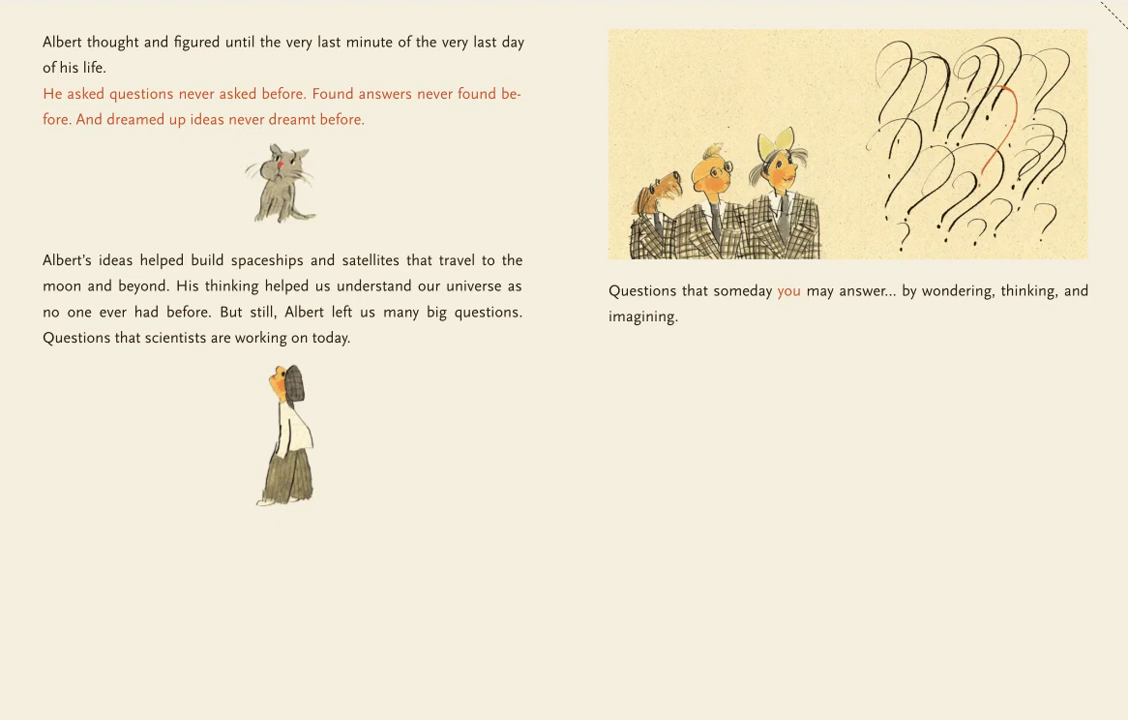 Albert thought and figured until the very last minute of the very last day
of his life.
He asked questions never asked before. Found answers never found be-
fore. And dreamed up ideas never dreamt before.
Albert's ideas helped build spaceships and satellites that travel to the
moon and beyond. His thinking helped us understand our universe as
no one ever had before. But still, Albert left us many big questions.
Questions that scientists are working on today.
Questions that someday you may answer... by wondering, thinking, and
imagining.